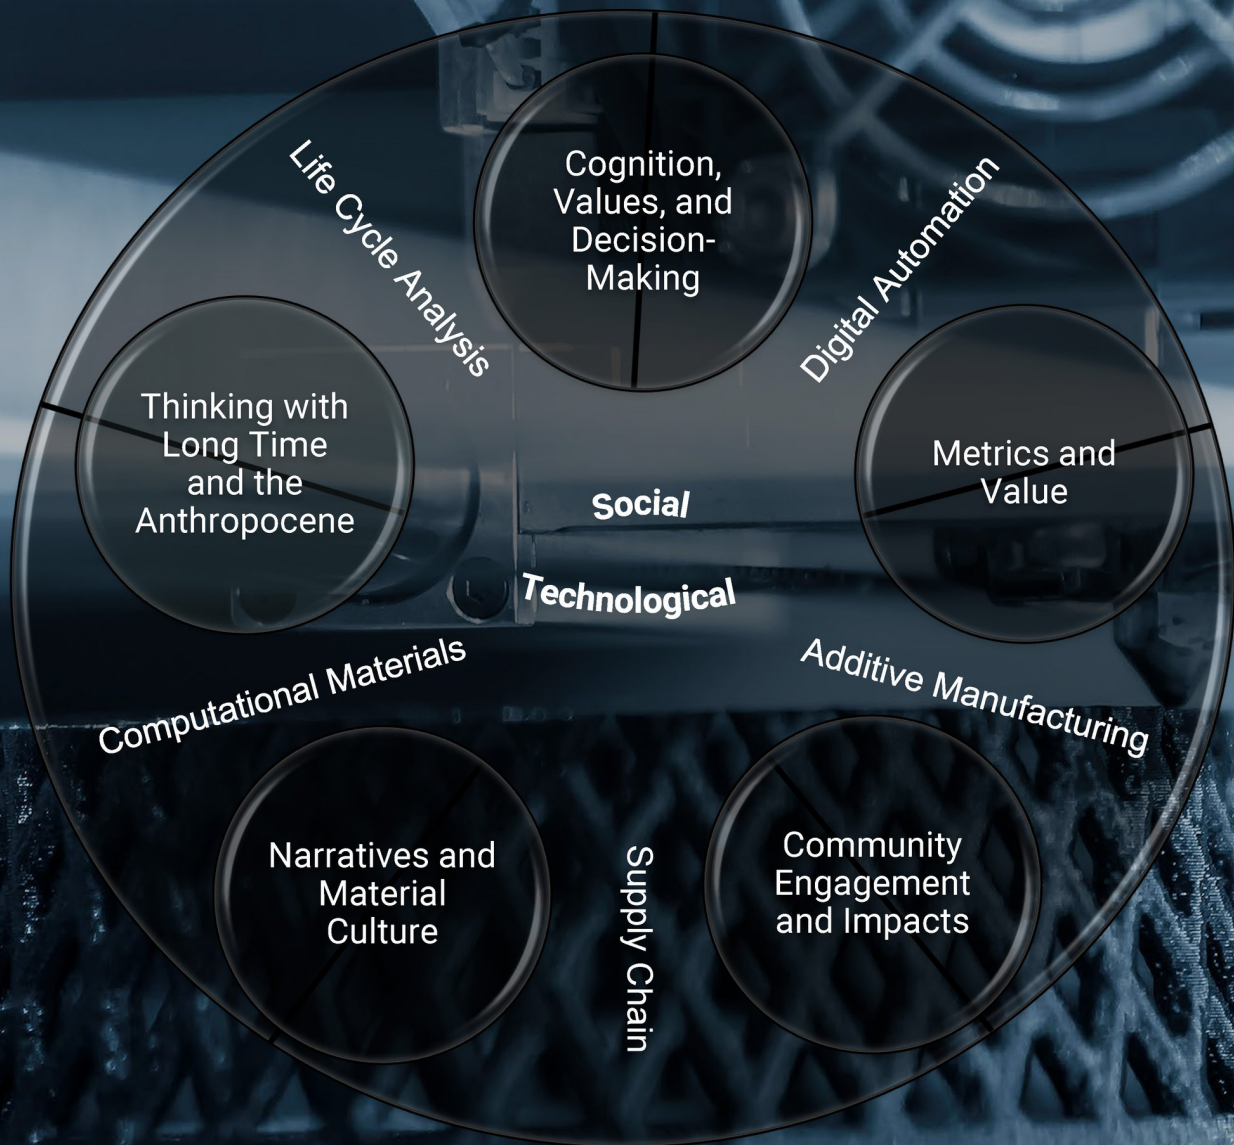 Life Cycle Analysis
Cognition,
Values, and
Decision-
Making
Digital Automation
Thinking with
Long Time
and the
Anthropocene
Metrics and
Value
Social
Technological
Computational Materials
Additive Manufacturing
Narratives and
Material
Culture
Supply Chain
Community
Engagement
and Impacts